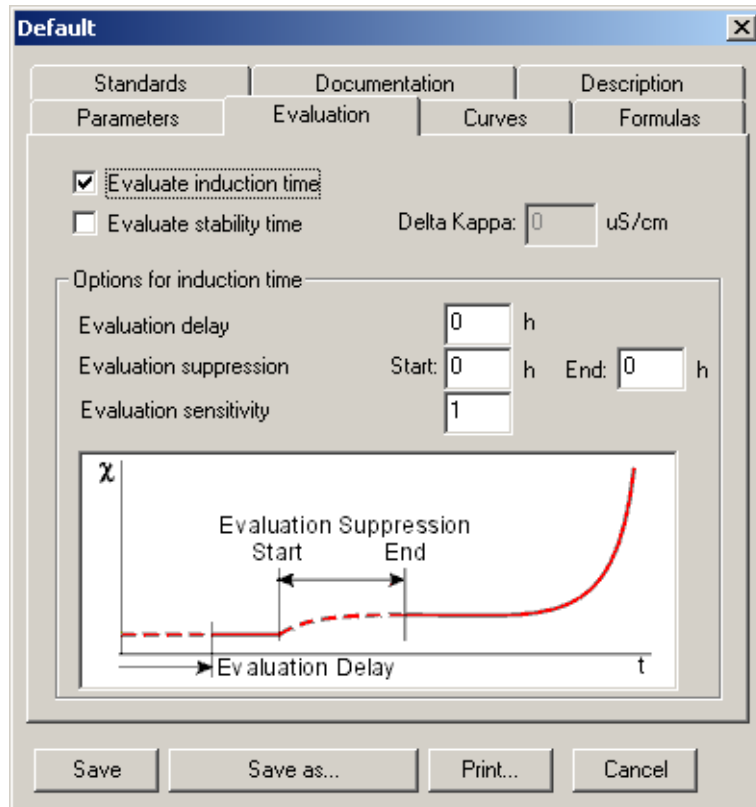 Default
Standards Documentation Description
Parameters Evaluation Curves Formulas
Evaluate induction time
Evaluate stability time Delta Kappa: 0 uS/cm
Options for induction time
Evaluation delay 0 h
Evaluation suppression Start: 0 h End: 0 h
Evaluation sensitivity 1
χ
Evaluation Suppression
Start End
Evaluation Delay t
Save Save as... Print... Cancel